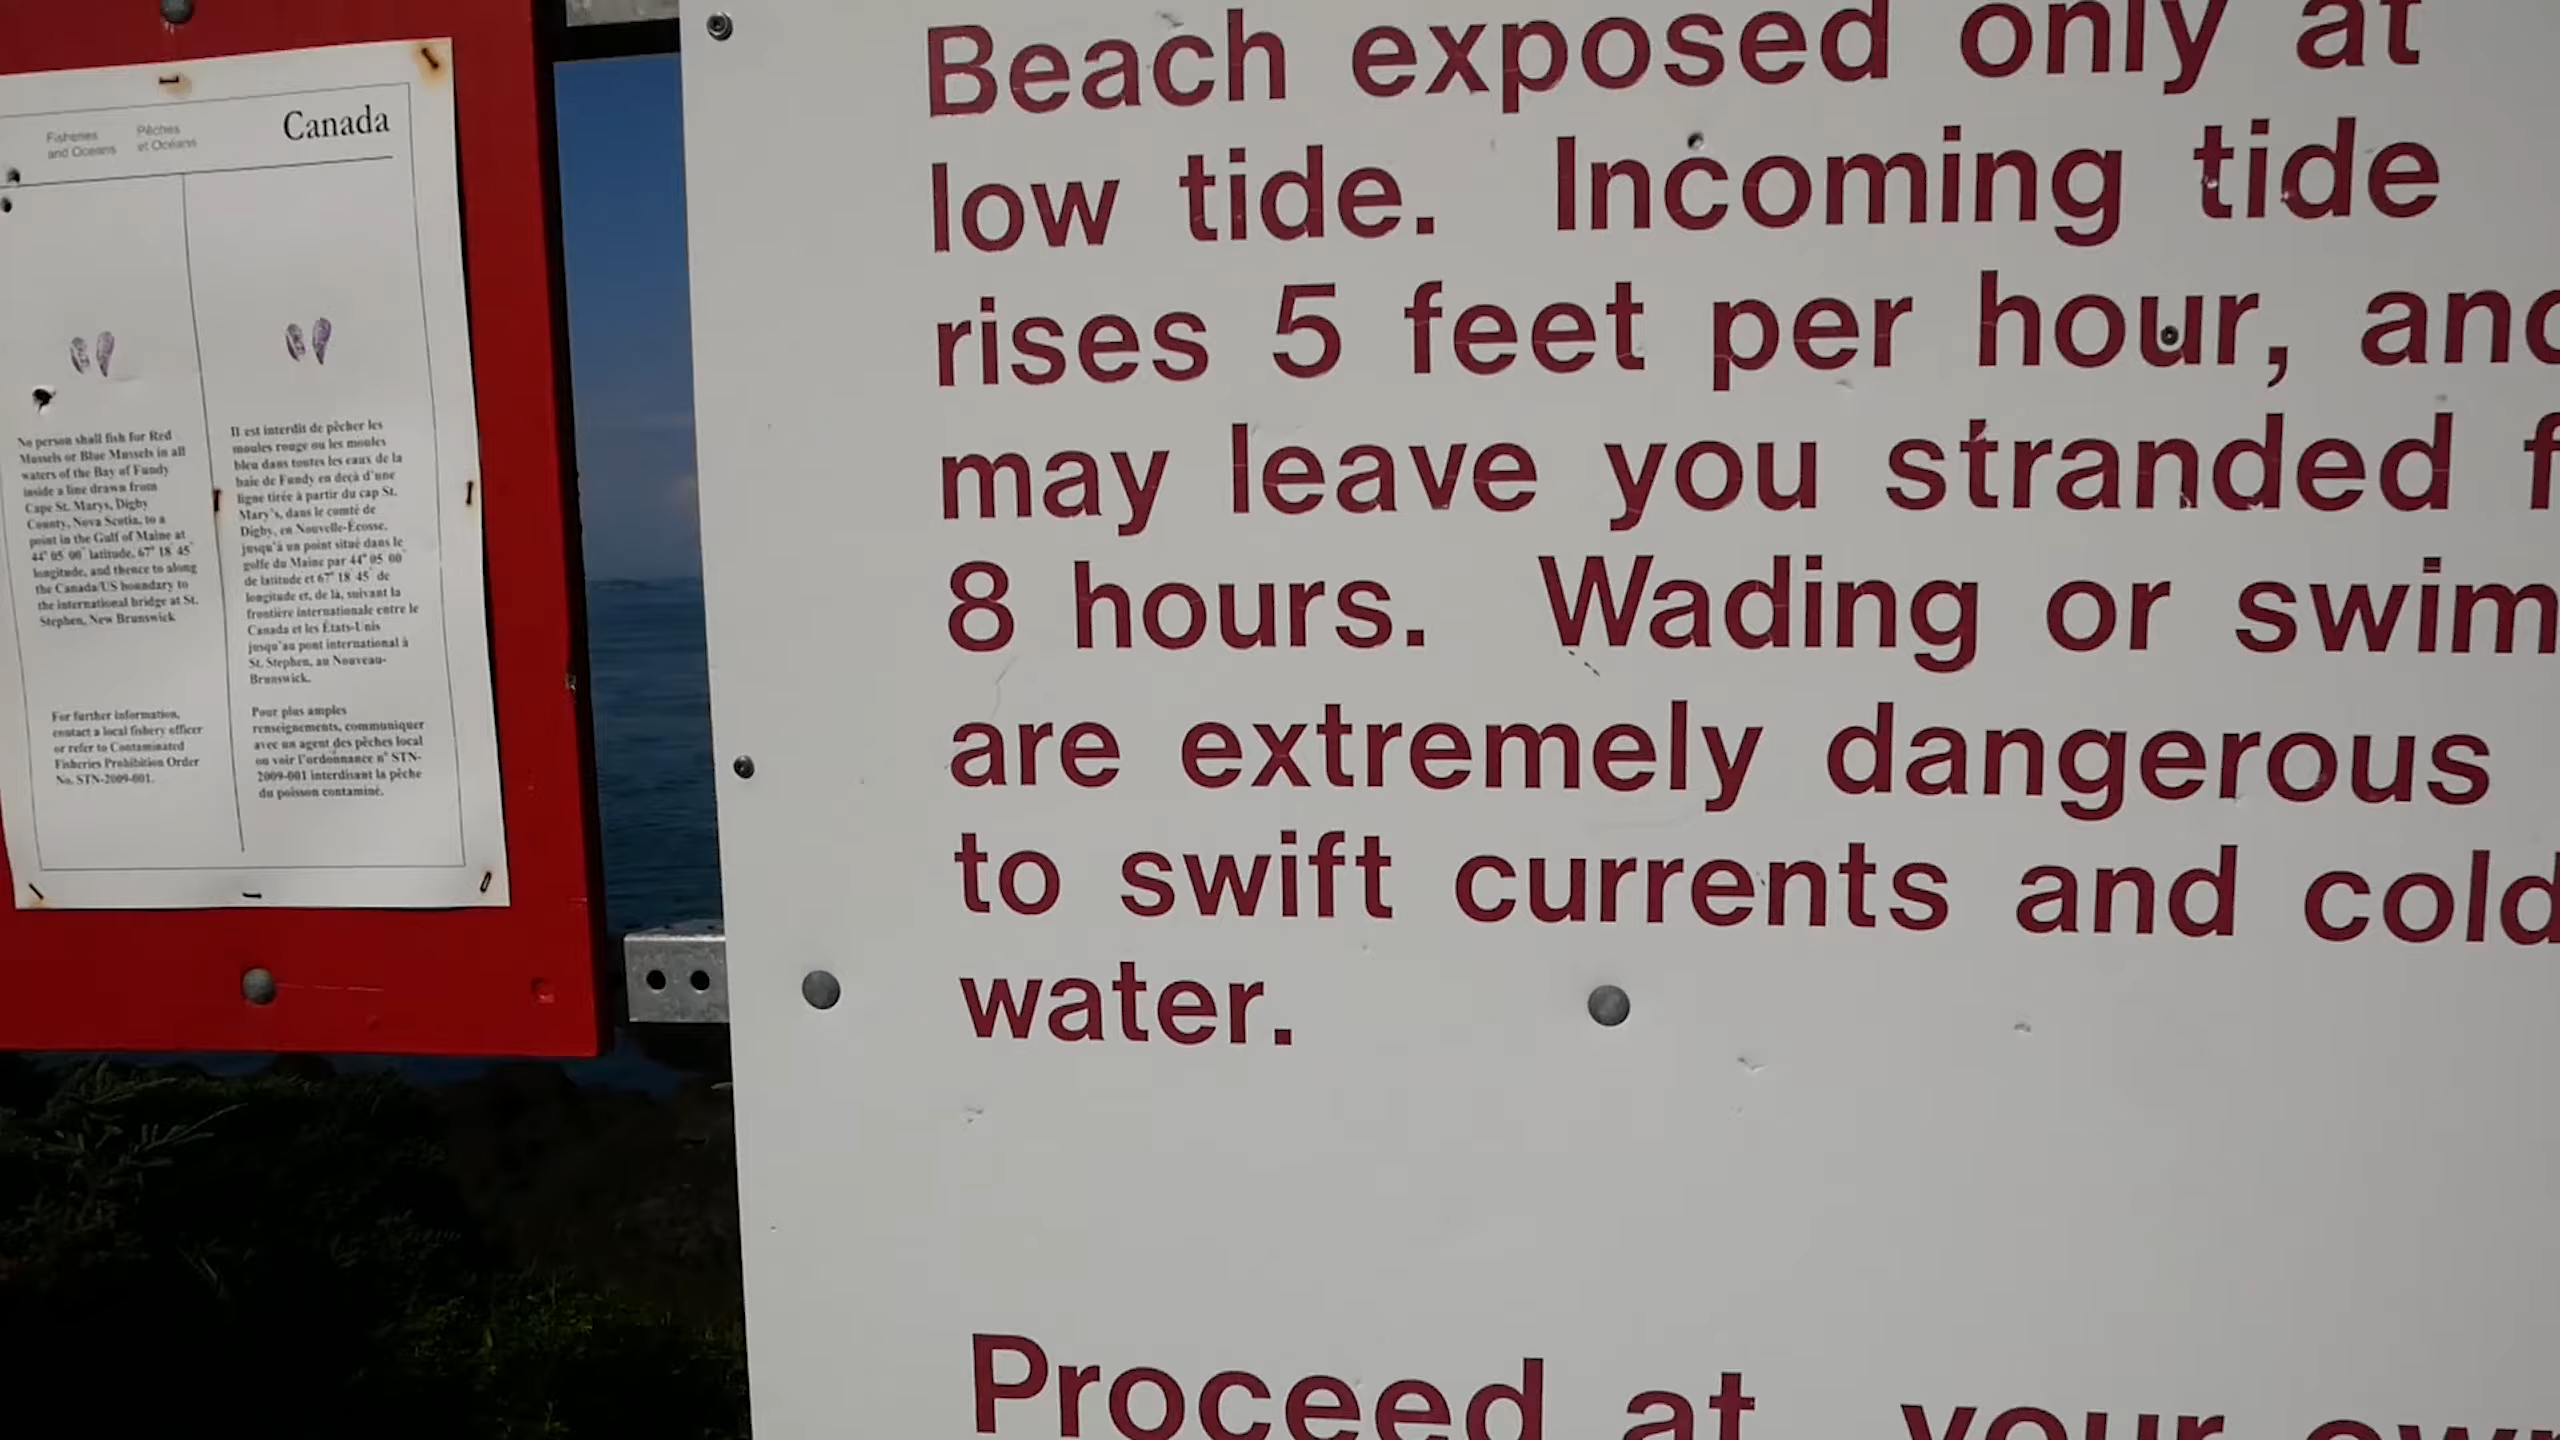 Fisheries
and Oceans
Pêches
et Océans
Canada
No person shall fish for Red
Mussels or Blue Mussels in all
waters of the Bay of Fundy
inside a line drawn from
Cape St. Marys, Digby
County, Nova Scotia, to a
point in the Gulf of Maine at
44° 05' 00" latitude, 67° 18' 45"
longitude, and thence to along
the Canada/US boundary to
the international bridge at St.
Stephen, New Brunswick
For further information,
contact a local fishery officer
or refer to Contaminated
Fisheries Prohibition Order
No. STN-2009-001.
Il est interdit de pêcher les
moules rouge ou les moules
bleu dans toutes les eaux de la
baie de Fundy en deçà d'une
ligne tirée à partir du cap St.
Mary's, dans le comté de
Digby, en Nouvelle-Écosse,
jusqu'à un point situé dans le
golfe du Maine par 44° 05' 00"
de latitude et 67° 18' 45" de
longitude et, de là, suivant la
frontière internationale entre le
Canada et les États-Unis
jusqu'au pont international à
St. Stephen, au Nouveau-
Brunswick.
Pour plus amples
renseignements, communiquer
avec un agent des pêches local
ou voir l'ordonnance n° STN-
2009-001 interdisant la pêche
du poisson contaminé.
Beach exposed only at
low tide. Incoming tide
rises 5 feet per hour, and
may leave you stranded f
8 hours. Wading or swim
are extremely dangerous
to swift currents and cold
water.
Proceed at your own